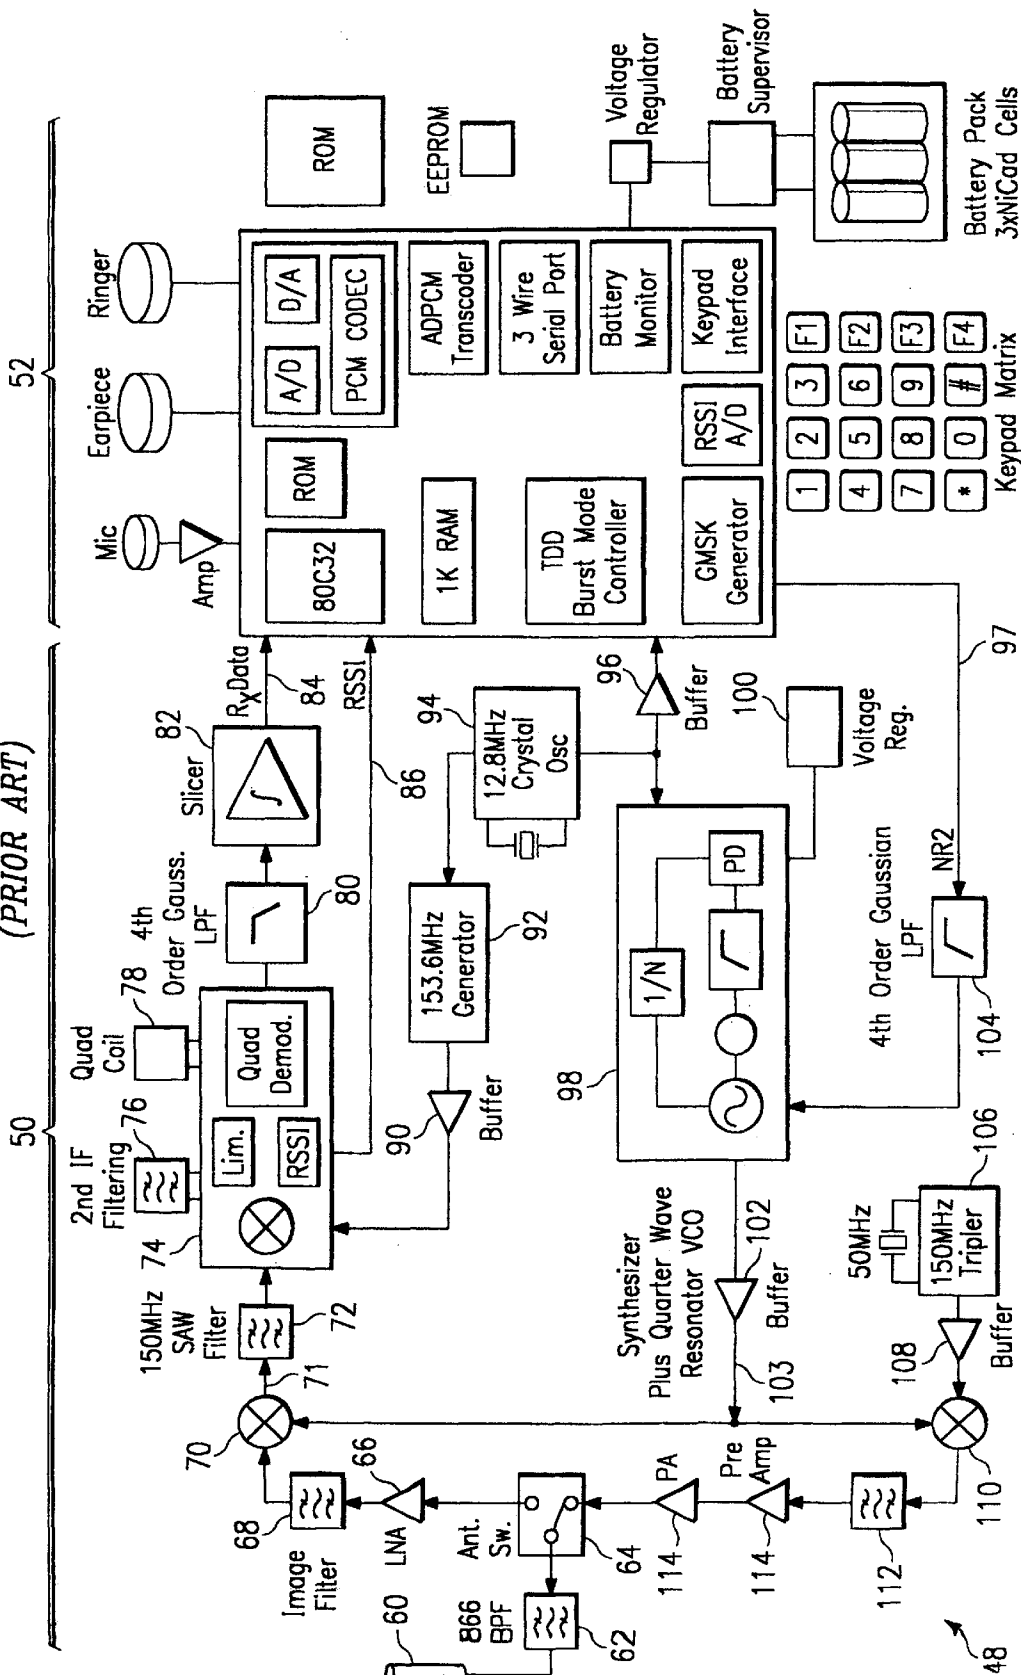 (PRIOR ART)
50
52
Quad
Coil
78
4th
Order Gauss.
LPF
80
Slicer
82
RxData
84
RSSI
86
2nd IF
Filtering
76
74
Lim.
RSSI
Quad
Demod.
150MHz
SAW
Filter
72
71
70
Image
Filter
68
LNA
66
Ant.
Sw.
64
866
BPF
62
60
48
153.6MHz
Generator
92
90
Buffer
12.8MHz
Crystal
Osc
94
96
Buffer
100
Voltage
Reg.
98
1/N
PD
Synthesizer
Plus Quarter Wave
Resonator VCO
102
Buffer
103
4th Order Gaussian
LPF
NR2
104
97
50MHz
150MHz
Tripler
106
108
Buffer
110
112
Pre
Amp
114
PA
114
Mic
Amp
Earpiece
Ringer
80C32
ROM
A/D
D/A
PCM CODEC
1K RAM
ADPCM
Transcoder
TDD
Burst Mode
Controller
3 Wire
Serial Port
Battery
Monitor
GMSK
Generator
RSSI
A/D
Keypad
Interface
ROM
EEPROM
Voltage
Regulator
Battery
Supervisor
Battery Pack
3xNiCad Cells
1 2 3 F1
4 5 6 F2
7 8 9 F3
* 0 # F4
Keypad Matrix